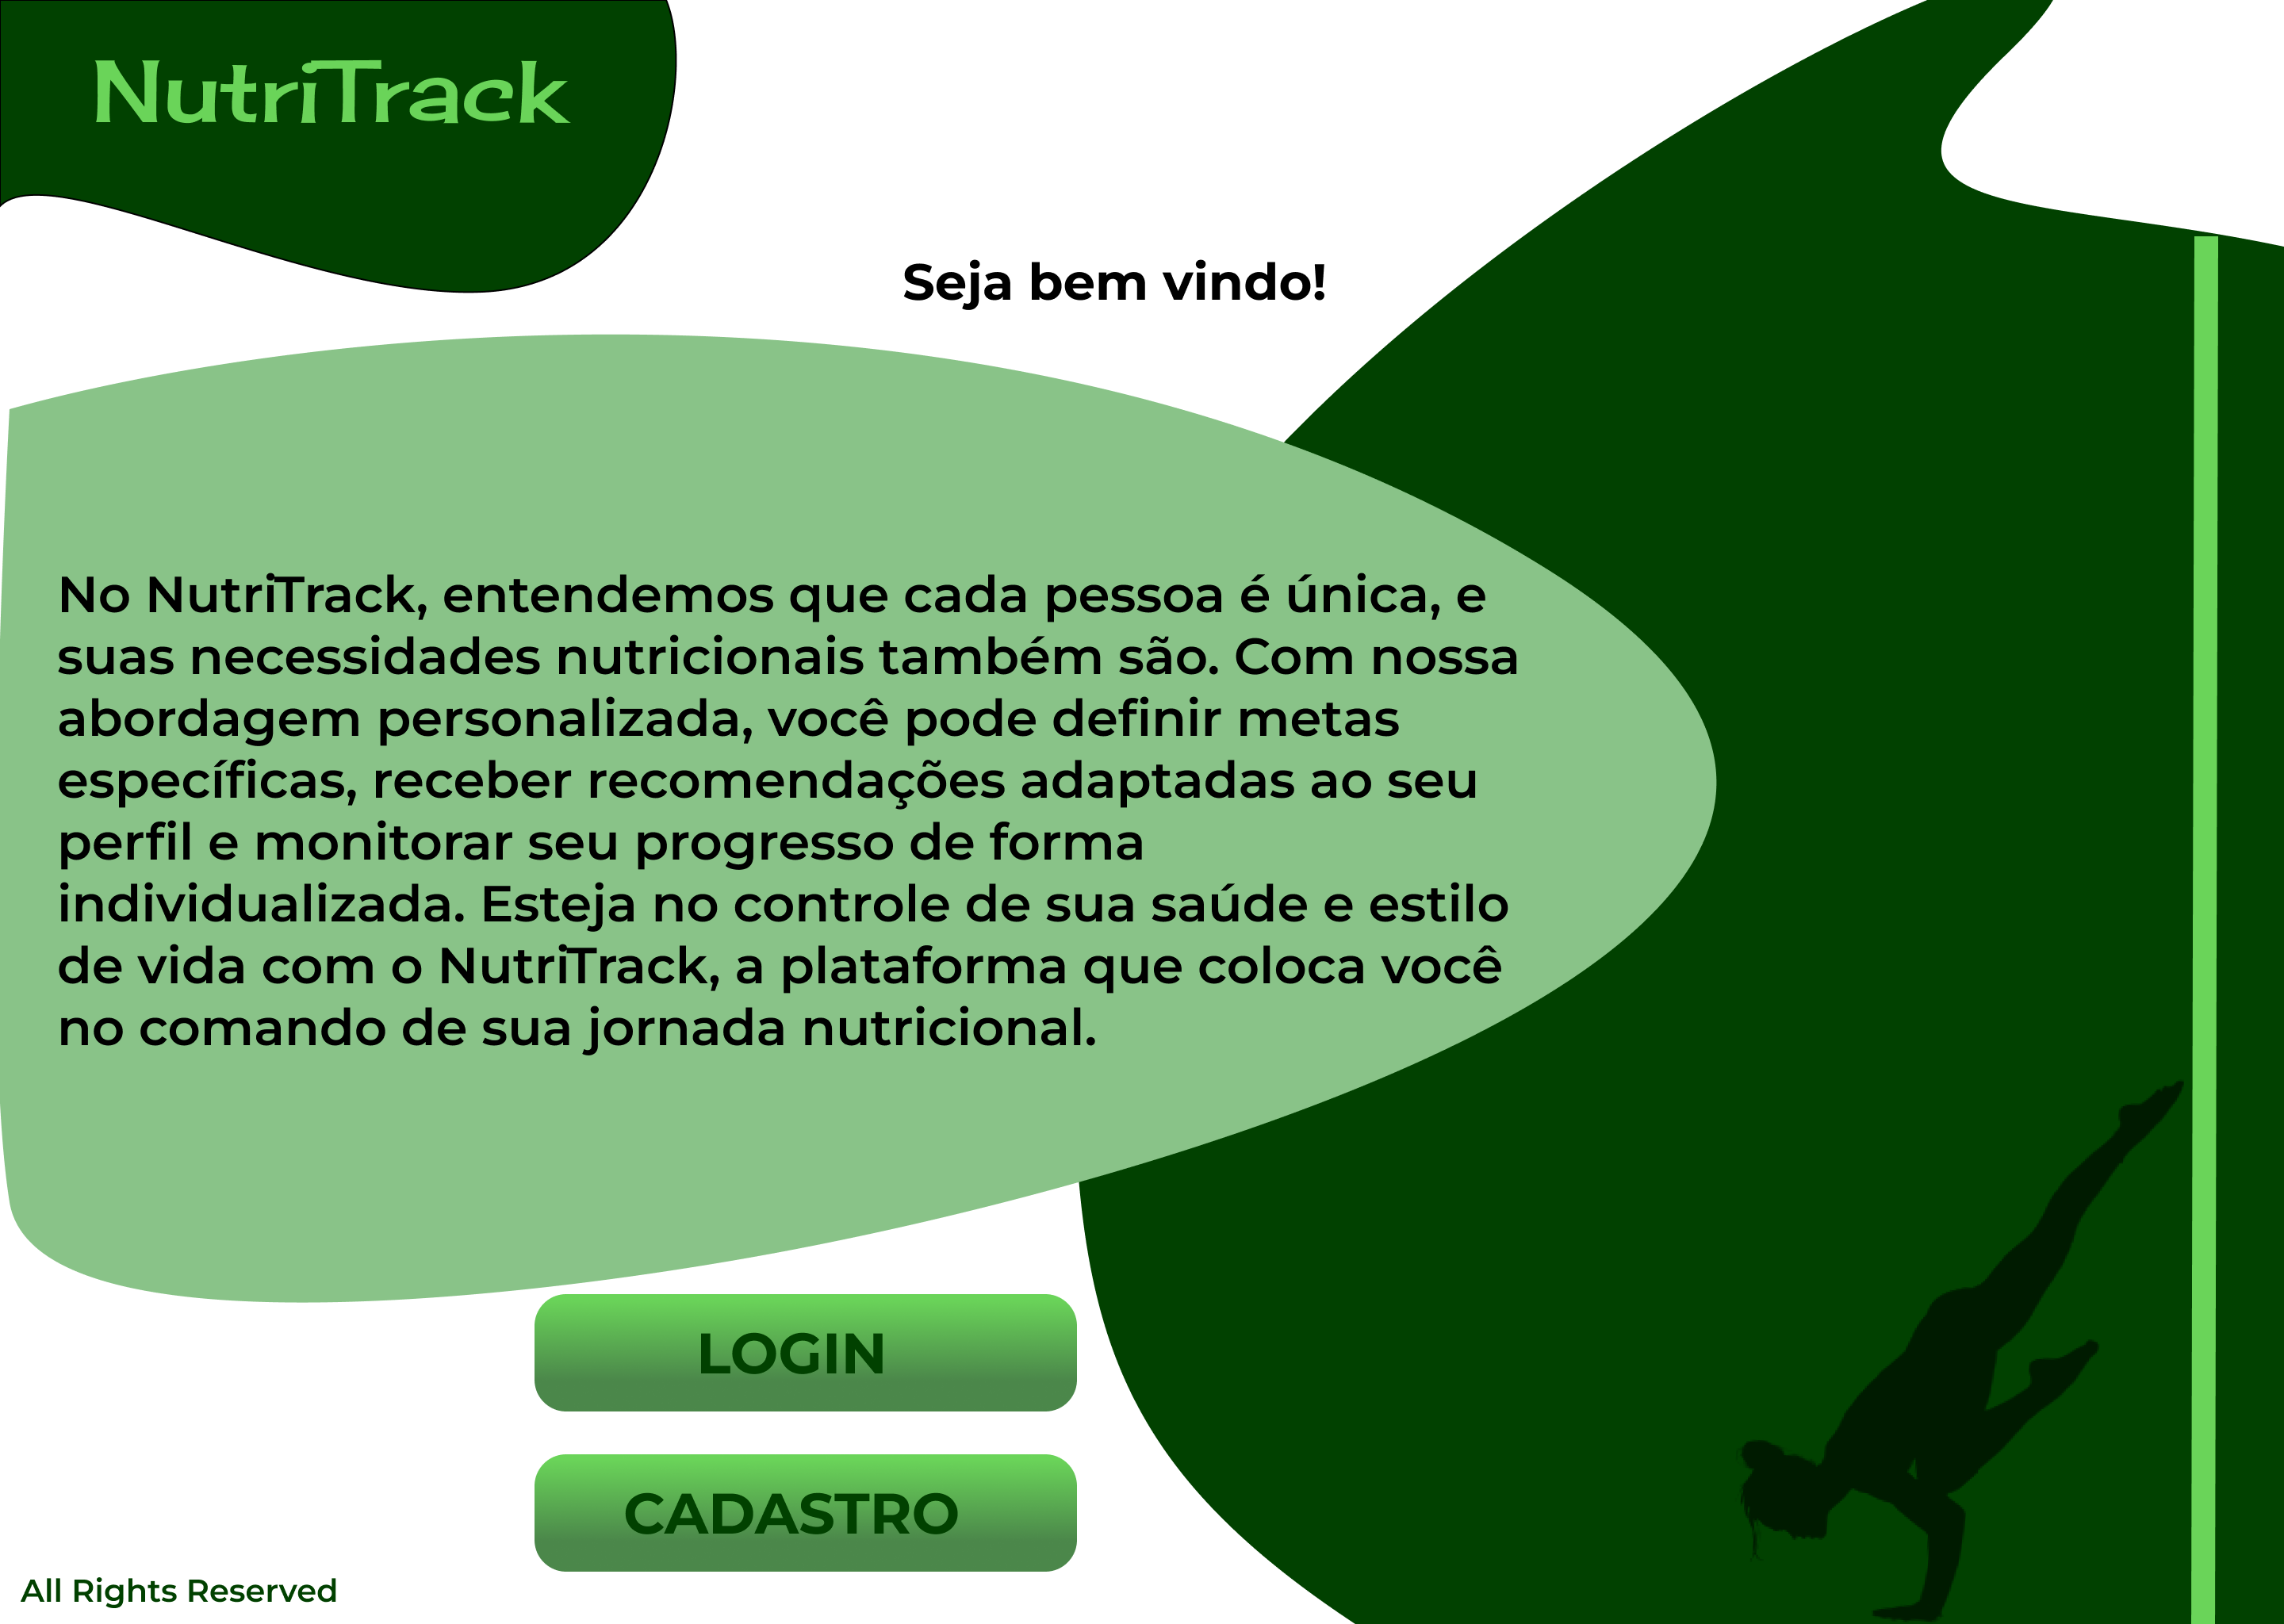 NutriTrack
Seja bem vindo!
No NutriTrack, entendemos que cada pessoa é única, e
suas necessidades nutricionais também são. Com nossa
abordagem personalizada, você pode definir metas
específicas, receber recomendações adaptadas ao seu
perfil e monitorar seu progresso de forma
individualizada. Esteja no controle de sua saúde e estilo
de vida com o NutriTrack, a plataforma que coloca você
no comando de sua jornada nutricional.
LOGIN
CADASTRO
All Rights Reserved